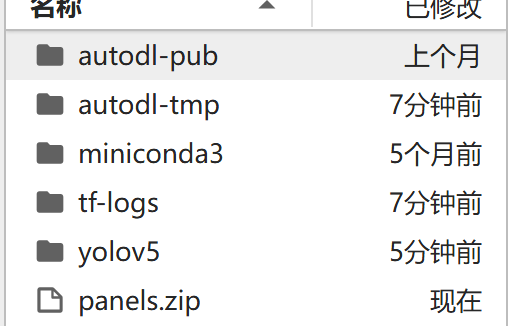 名称 已修改
autodl-pub 上个月
autodl-tmp 7分钟前
miniconda3 5个月前
tf-logs 7分钟前
yolov5 5分钟前
panels.zip 现在